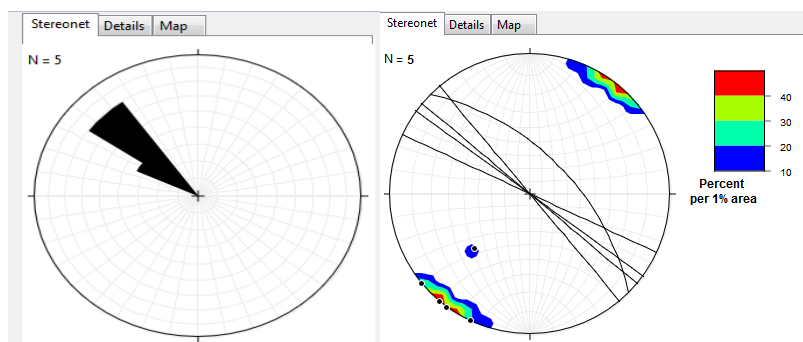 Stereonet Details Map
N = 5
Stereonet Details Map
N = 5
40
30
20
10
Percent
per 1% area